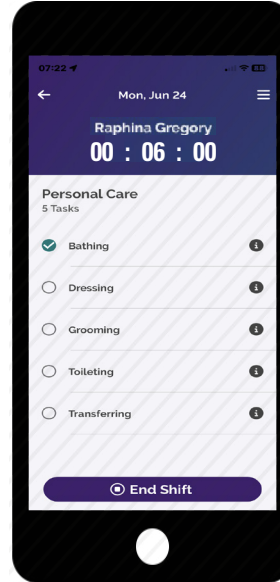 07:22
Mon, Jun 24
Raphina Gregory
00 : 06 : 00
Personal Care
5 Tasks
Bathing
Dressing
Grooming
Toileting
Transferring
End Shift